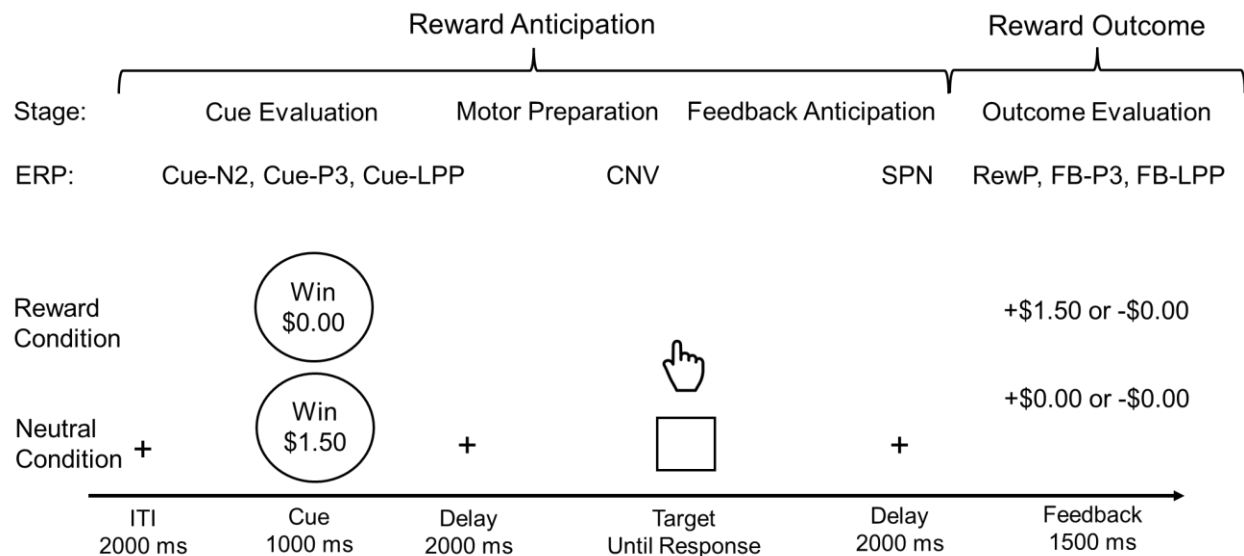 Reward Anticipation Reward Outcome
Stage: Cue Evaluation Motor Preparation Feedback Anticipation Outcome Evaluation
ERP: Cue-N2, Cue-P3, Cue-LPP CNV SPN RewP, FB-P3, FB-LPP
Reward
Condition
Win
$0.00
+$1.50 or -$0.00
Neutral
Condition
+
Win
$1.50
+
+
+$0.00 or -$0.00
ITI
2000 ms
Cue
1000 ms
Delay
2000 ms
Target
Until Response
Delay
2000 ms
Feedback
1500 ms